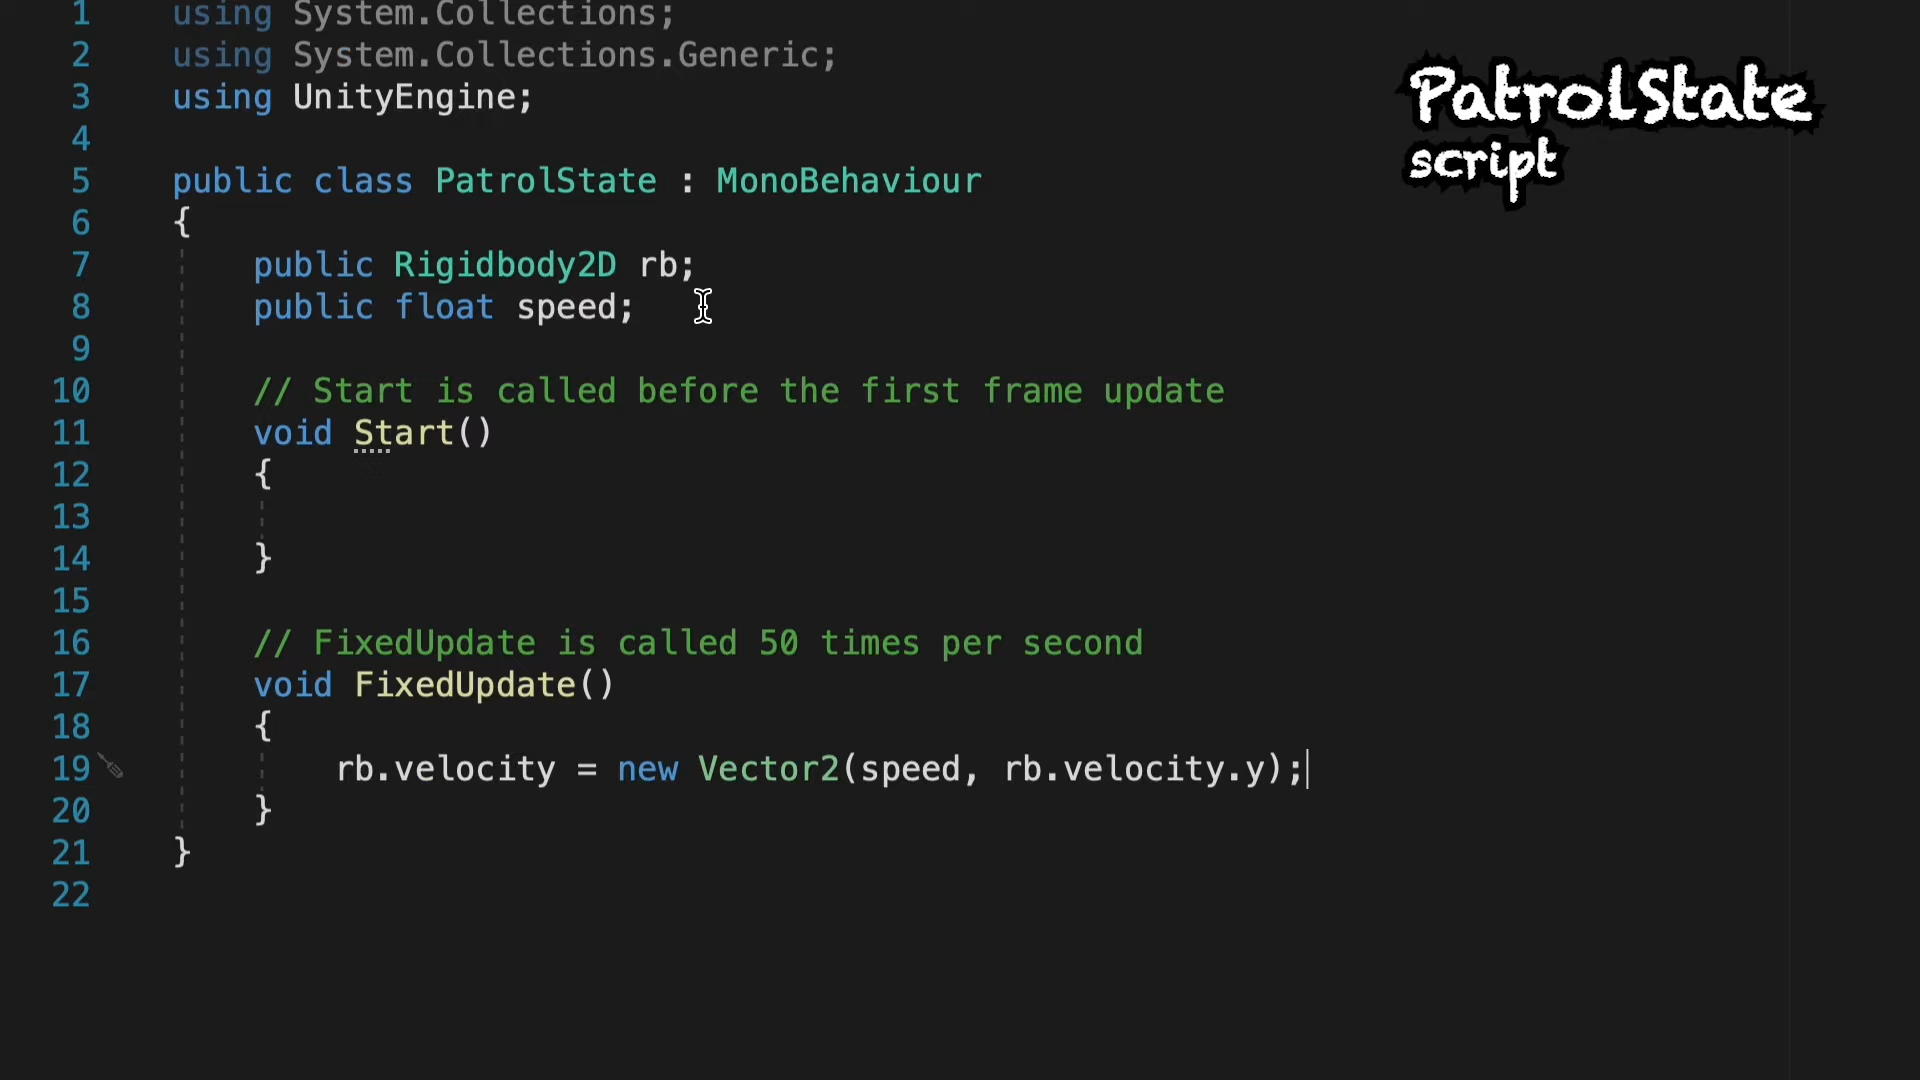 1 using System.Collections;
2 using System.Collections.Generic;
3 using UnityEngine;
4
5 public class PatrolState : MonoBehaviour
6 {
7 public Rigidbody2D rb;
8 public float speed;
9
10 // Start is called before the first frame update
11 void Start()
12 {
13
14 }
15
16 // FixedUpdate is called 50 times per second
17 void FixedUpdate()
18 {
19 rb.velocity = new Vector2(speed, rb.velocity.y);
20 }
21 }
22
PatrolState
script